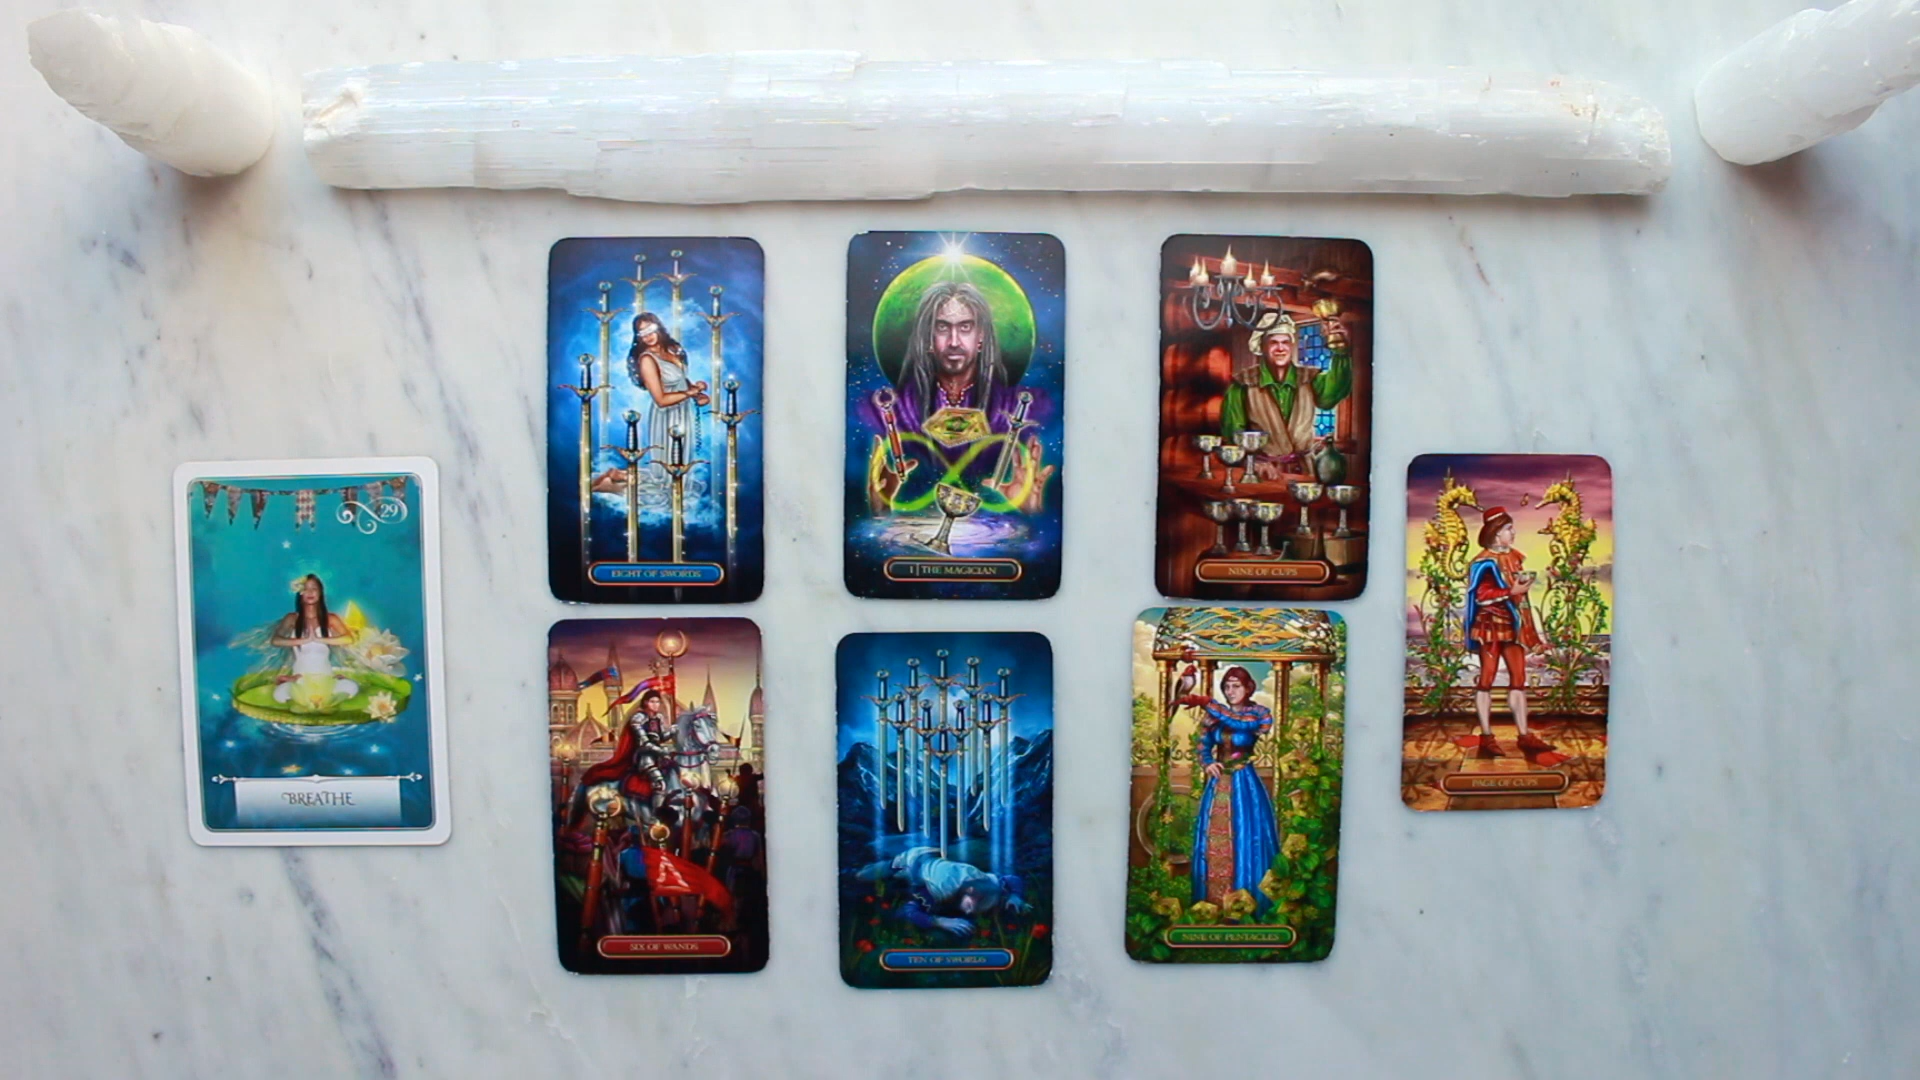 EIGHT OF SWORDS
I THE MAGICIAN
NINE OF CUPS
29
BREATHE
PAGE OF CUPS
SIX OF WANDS
TEN OF SWORDS
NINE OF PENTACLES